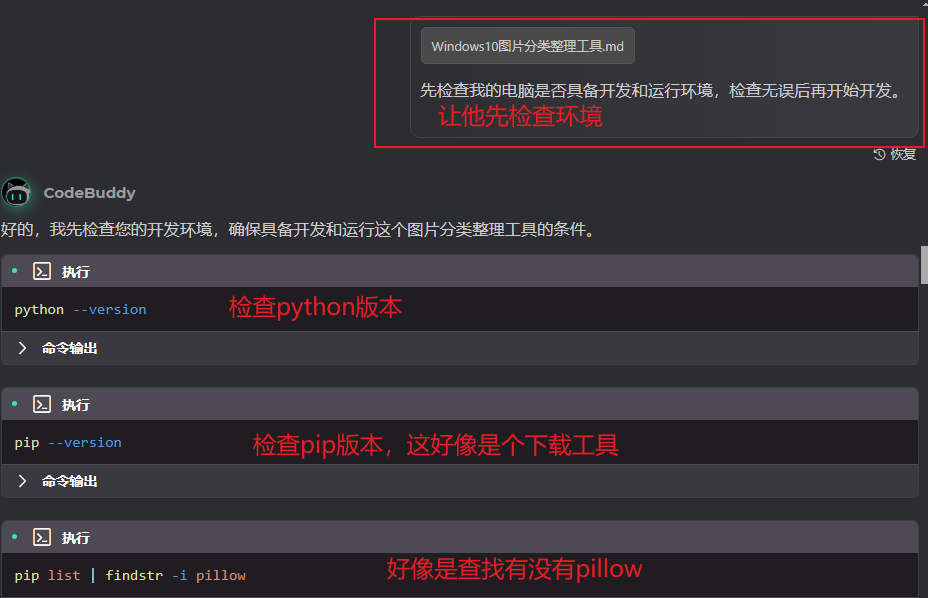 Windows10图片分类整理工具.md
先检查我的电脑是否具备开发和运行环境，检查无误后再开始开发。
让他先检查环境
恢复
CodeBuddy
好的，我先检查您的开发环境，确保具备开发和运行这个图片分类整理工具的条件。
执行
python --version
检查python版本
命令输出
执行
pip --version
检查pip版本，这好像是个下载工具
命令输出
执行
pip list | findstr -i pillow
好像是查找有没有pillow